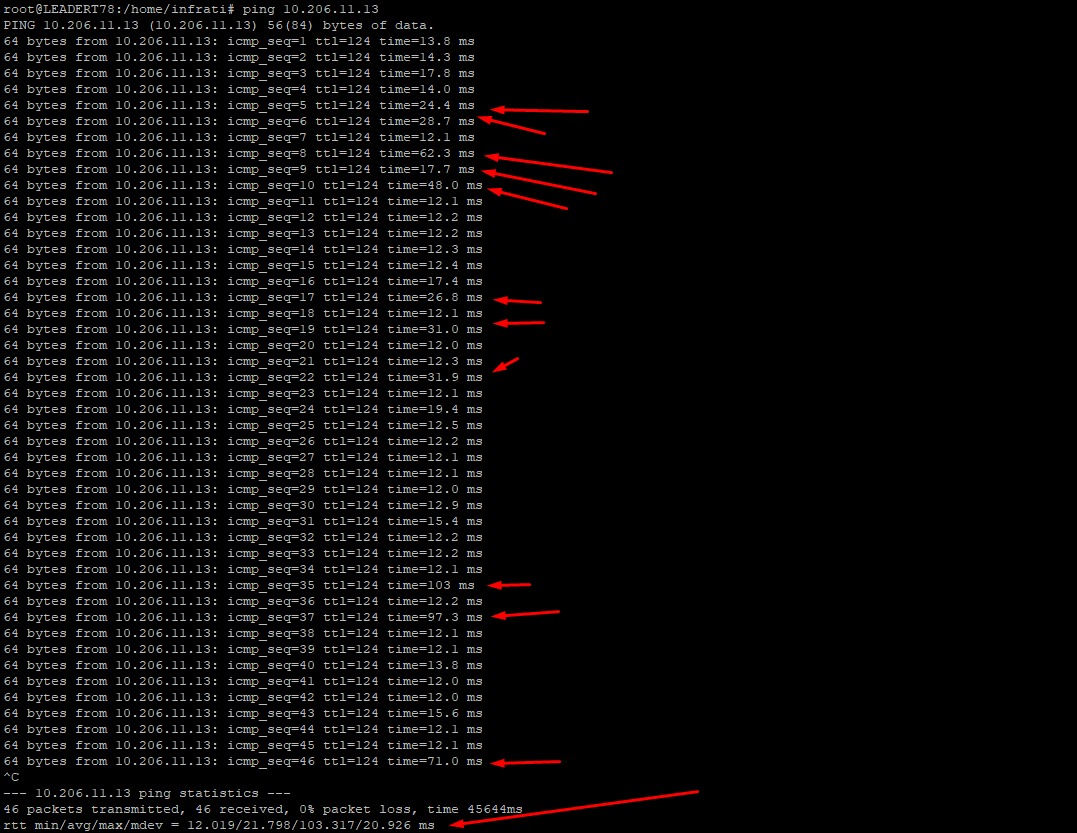 root@LEADERT78:/home/infrati# ping 10.206.11.13
PING 10.206.11.13 (10.206.11.13) 56(84) bytes of data.
64 bytes from 10.206.11.13: icmp_seq=1 ttl=124 time=13.8 ms
64 bytes from 10.206.11.13: icmp_seq=2 ttl=124 time=14.3 ms
64 bytes from 10.206.11.13: icmp_seq=3 ttl=124 time=17.8 ms
64 bytes from 10.206.11.13: icmp_seq=4 ttl=124 time=14.0 ms
64 bytes from 10.206.11.13: icmp_seq=5 ttl=124 time=24.4 ms
64 bytes from 10.206.11.13: icmp_seq=6 ttl=124 time=28.7 ms
64 bytes from 10.206.11.13: icmp_seq=7 ttl=124 time=12.1 ms
64 bytes from 10.206.11.13: icmp_seq=8 ttl=124 time=62.3 ms
64 bytes from 10.206.11.13: icmp_seq=9 ttl=124 time=17.7 ms
64 bytes from 10.206.11.13: icmp_seq=10 ttl=124 time=48.0 ms
64 bytes from 10.206.11.13: icmp_seq=11 ttl=124 time=12.1 ms
64 bytes from 10.206.11.13: icmp_seq=12 ttl=124 time=12.2 ms
64 bytes from 10.206.11.13: icmp_seq=13 ttl=124 time=12.2 ms
64 bytes from 10.206.11.13: icmp_seq=14 ttl=124 time=12.3 ms
64 bytes from 10.206.11.13: icmp_seq=15 ttl=124 time=12.4 ms
64 bytes from 10.206.11.13: icmp_seq=16 ttl=124 time=17.4 ms
64 bytes from 10.206.11.13: icmp_seq=17 ttl=124 time=26.8 ms
64 bytes from 10.206.11.13: icmp_seq=18 ttl=124 time=12.1 ms
64 bytes from 10.206.11.13: icmp_seq=19 ttl=124 time=31.0 ms
64 bytes from 10.206.11.13: icmp_seq=20 ttl=124 time=12.0 ms
64 bytes from 10.206.11.13: icmp_seq=21 ttl=124 time=12.3 ms
64 bytes from 10.206.11.13: icmp_seq=22 ttl=124 time=31.9 ms
64 bytes from 10.206.11.13: icmp_seq=23 ttl=124 time=12.1 ms
64 bytes from 10.206.11.13: icmp_seq=24 ttl=124 time=19.4 ms
64 bytes from 10.206.11.13: icmp_seq=25 ttl=124 time=12.5 ms
64 bytes from 10.206.11.13: icmp_seq=26 ttl=124 time=12.2 ms
64 bytes from 10.206.11.13: icmp_seq=27 ttl=124 time=12.1 ms
64 bytes from 10.206.11.13: icmp_seq=28 ttl=124 time=12.1 ms
64 bytes from 10.206.11.13: icmp_seq=29 ttl=124 time=12.0 ms
64 bytes from 10.206.11.13: icmp_seq=30 ttl=124 time=12.9 ms
64 bytes from 10.206.11.13: icmp_seq=31 ttl=124 time=15.4 ms
64 bytes from 10.206.11.13: icmp_seq=32 ttl=124 time=12.2 ms
64 bytes from 10.206.11.13: icmp_seq=33 ttl=124 time=12.2 ms
64 bytes from 10.206.11.13: icmp_seq=34 ttl=124 time=12.1 ms
64 bytes from 10.206.11.13: icmp_seq=35 ttl=124 time=103 ms
64 bytes from 10.206.11.13: icmp_seq=36 ttl=124 time=12.2 ms
64 bytes from 10.206.11.13: icmp_seq=37 ttl=124 time=97.3 ms
64 bytes from 10.206.11.13: icmp_seq=38 ttl=124 time=12.1 ms
64 bytes from 10.206.11.13: icmp_seq=39 ttl=124 time=12.1 ms
64 bytes from 10.206.11.13: icmp_seq=40 ttl=124 time=13.8 ms
64 bytes from 10.206.11.13: icmp_seq=41 ttl=124 time=12.0 ms
64 bytes from 10.206.11.13: icmp_seq=42 ttl=124 time=12.0 ms
64 bytes from 10.206.11.13: icmp_seq=43 ttl=124 time=15.6 ms
64 bytes from 10.206.11.13: icmp_seq=44 ttl=124 time=12.1 ms
64 bytes from 10.206.11.13: icmp_seq=45 ttl=124 time=12.1 ms
64 bytes from 10.206.11.13: icmp_seq=46 ttl=124 time=71.0 ms
^C
--- 10.206.11.13 ping statistics ---
46 packets transmitted, 46 received, 0% packet loss, time 45644ms
rtt min/avg/max/mdev = 12.019/21.798/103.317/20.926 ms